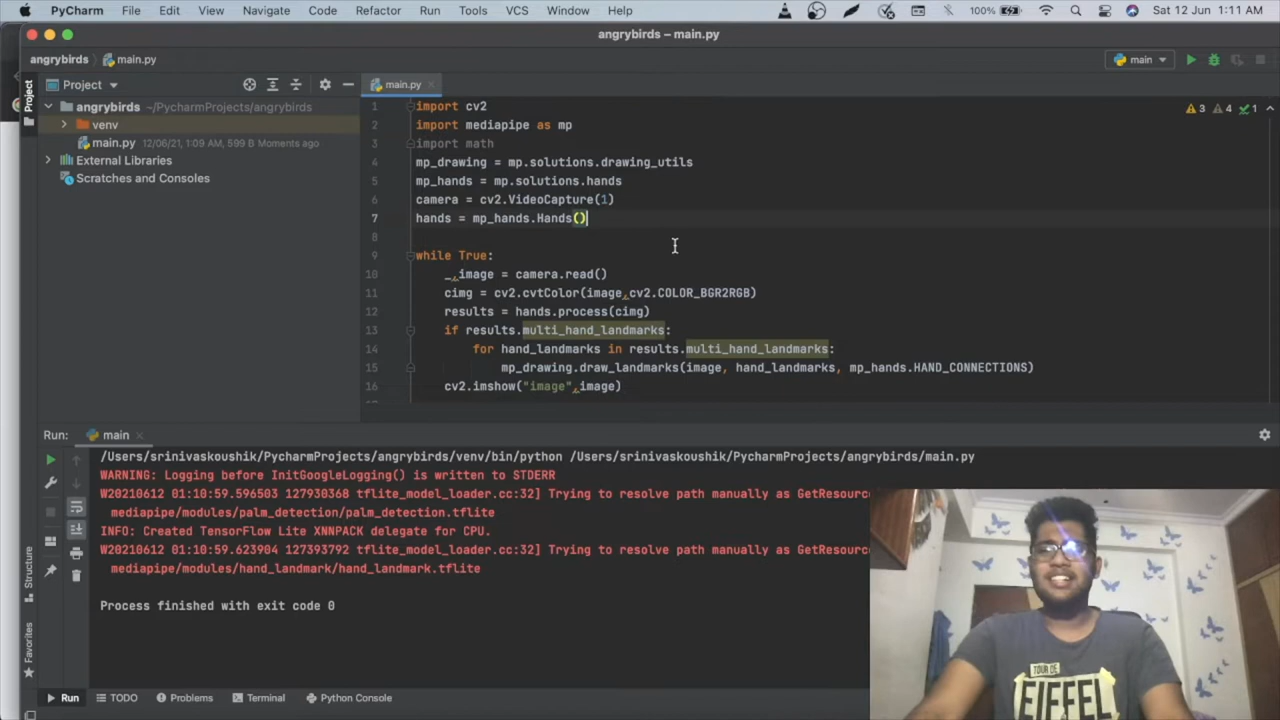 PyCharm File Edit View Navigate Code Refactor Run Tools VCS Window Help 100% Sat 12 Jun 1:11 AM
angrybirds – main.py
angrybirds main.py main
Project main.py
angrybirds ~/PycharmProjects/angrybirds
venv
main.py 12/06/21, 1:09 AM, 599 B Moments ago
External Libraries
Scratches and Consoles
Project
3 4 1
1 import cv2
2 import mediapipe as mp
3 import math
4 mp_drawing = mp.solutions.drawing_utils
5 mp_hands = mp.solutions.hands
6 camera = cv2.VideoCapture(1)
7 hands = mp_hands.Hands()
8
9 while True:
10 _,image = camera.read()
11 cimg = cv2.cvtColor(image,cv2.COLOR_BGR2RGB)
12 results = hands.process(cimg)
13 if results.multi_hand_landmarks:
14 for hand_landmarks in results.multi_hand_landmarks:
15 mp_drawing.draw_landmarks(image, hand_landmarks, mp_hands.HAND_CONNECTIONS)
16 cv2.imshow("image",image)
Run: main
/Users/srinivaskoushik/PycharmProjects/angrybirds/venv/bin/python /Users/srinivaskoushik/PycharmProjects/angrybirds/main.py
WARNING: Logging before InitGoogleLogging() is written to STDERR
W20210612 01:10:59.596503 127930368 tflite_model_loader.cc:32] Trying to resolve path manually as GetResourc
mediapipe/modules/palm_detection/palm_detection.tflite
INFO: Created TensorFlow Lite XNNPACK delegate for CPU.
W20210612 01:10:59.623904 127393792 tflite_model_loader.cc:32] Trying to resolve path manually as GetResourc
mediapipe/modules/hand_landmark/hand_landmark.tflite
Process finished with exit code 0
Structure
Favorites
Run TODO Problems Terminal Python Console
TOUR DE
EIFFEL